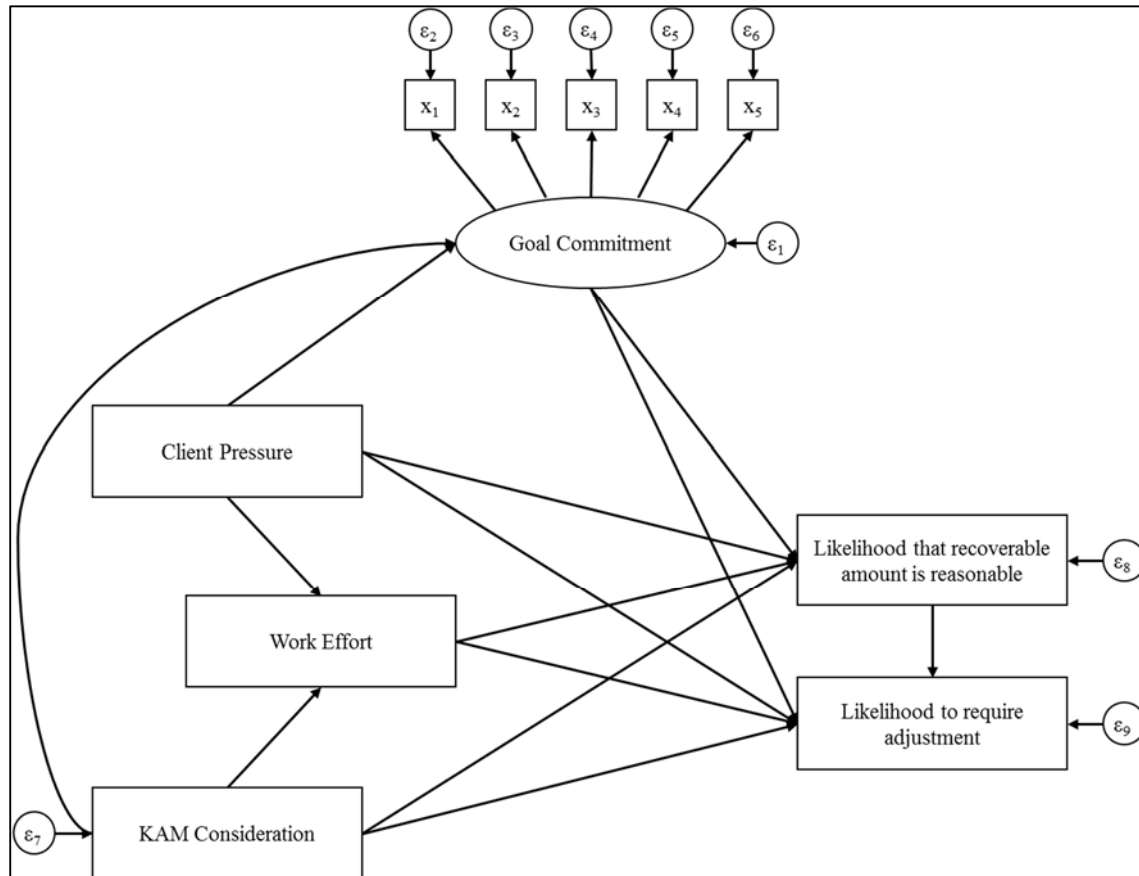 ε2 ε3 ε4 ε5 ε6
x1 x2 x3 x4 x5
Goal Commitment
ε1
Client Pressure
Likelihood that recoverable
amount is reasonable
ε8
Work Effort
Likelihood to require
adjustment
ε9
KAM Consideration
ε7